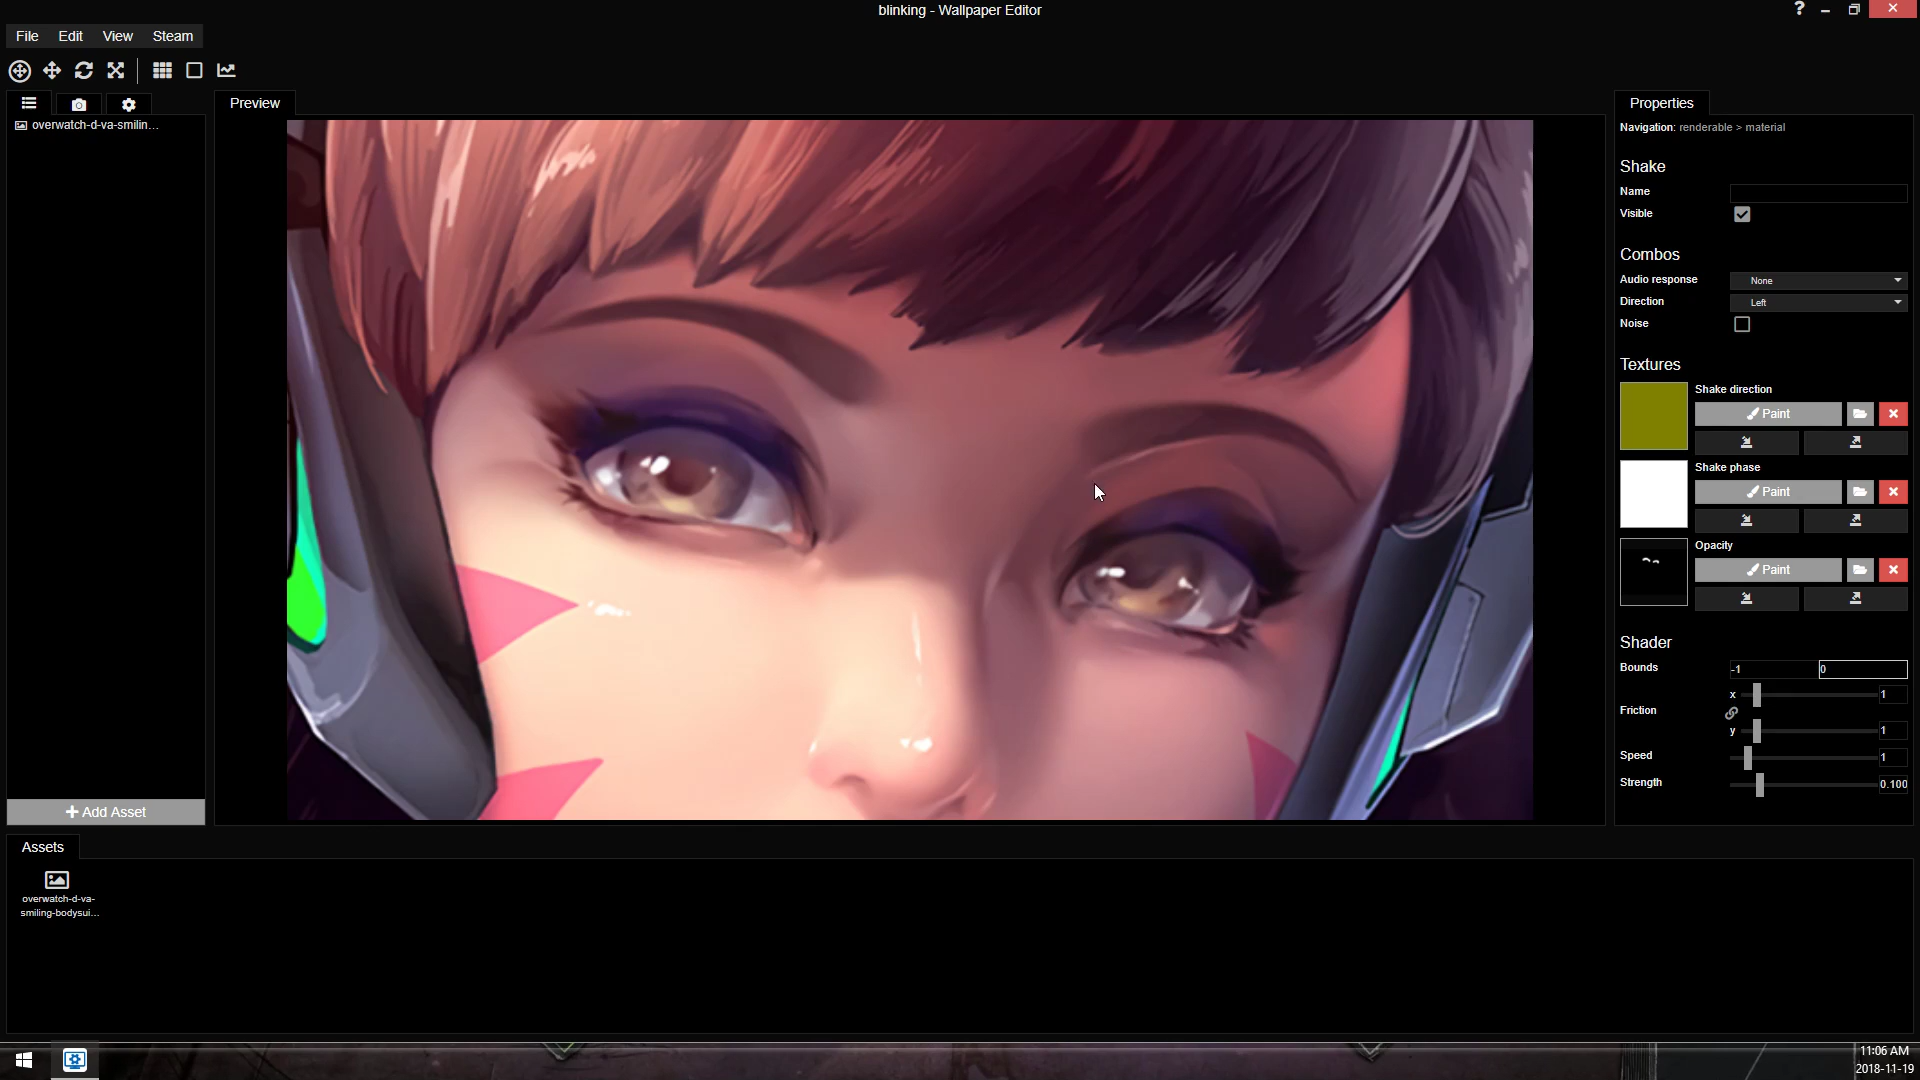 blinking - Wallpaper Editor
?
File Edit View Steam
Preview
Properties
overwatch-d-va-smilin...
Navigation: renderable > material
Shake
Name
Visible
Combos
Audio response None
Direction Left
Noise
Textures
Shake direction
Paint
Shake phase
Paint
Opacity
Paint
Shader
Bounds -1 0
x 1
Friction
y 1
Speed 1
Strength 0.100
+ Add Asset
Assets
overwatch-d-va-
smiling-bodysui...
11:06 AM
2018-11-19